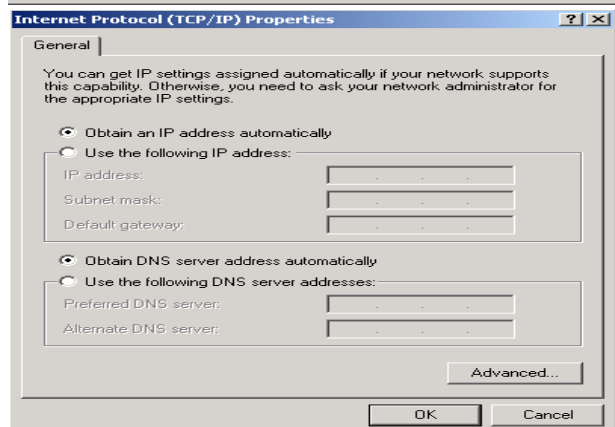 Internet Protocol (TCP/IP) Properties
General
You can get IP settings assigned automatically if your network supports
this capability. Otherwise, you need to ask your network administrator for
the appropriate IP settings.
Obtain an IP address automatically
Use the following IP address:
IP address:
Subnet mask:
Default gateway:
Obtain DNS server address automatically
Use the following DNS server addresses:
Preferred DNS server:
Alternate DNS server:
Advanced...
OK Cancel